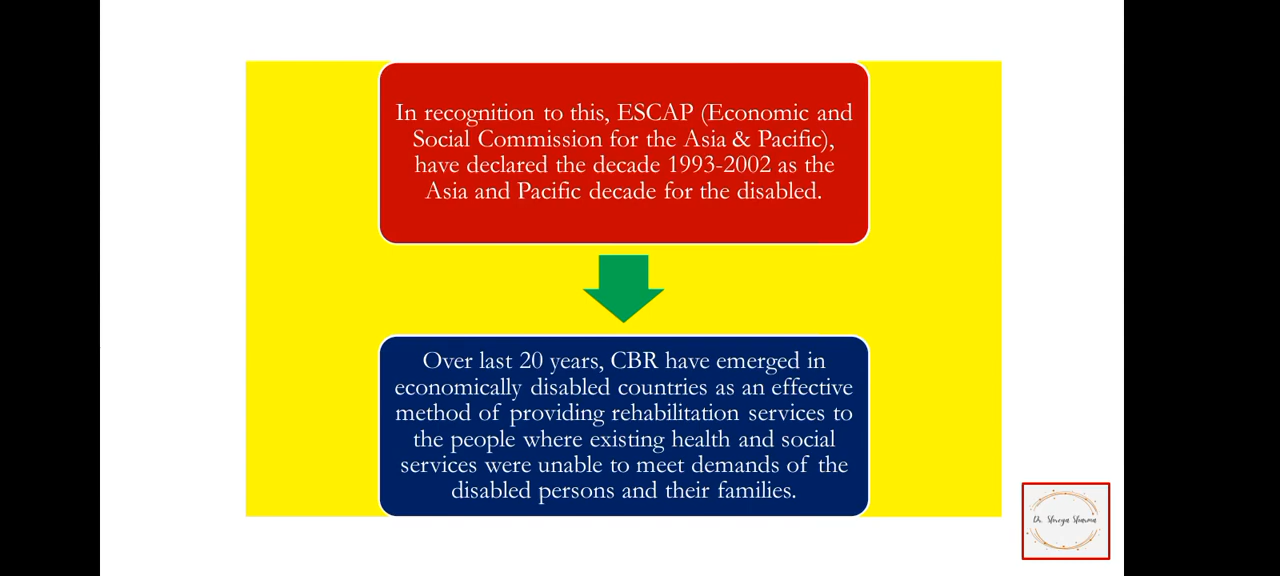 In recognition to this, ESCAP (Economic and
Social Commission for the Asia & Pacific),
have declared the decade 1993-2002 as the
Asia and Pacific decade for the disabled.
Over last 20 years, CBR have emerged in
economically disabled countries as an effective
method of providing rehabilitation services to
the people where existing health and social
services were unable to meet demands of the
disabled persons and their families.
Dr.